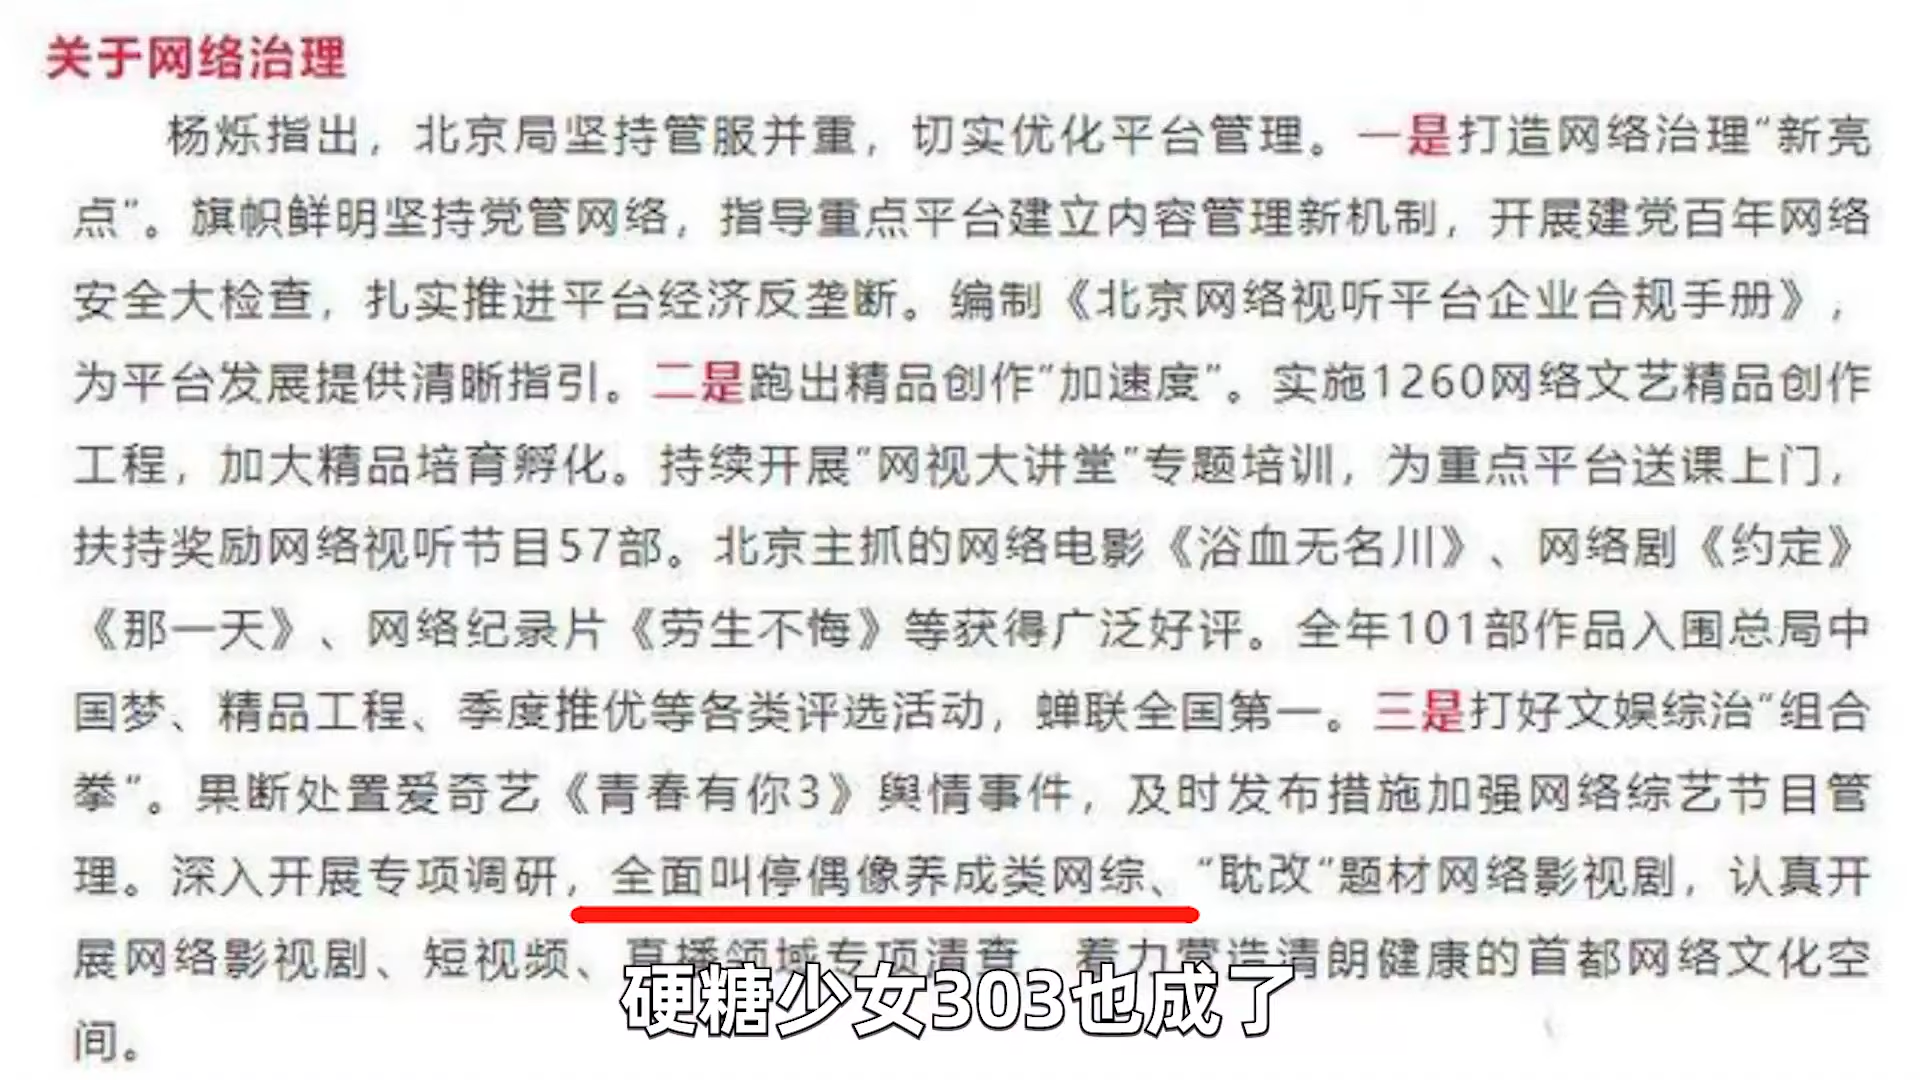 关于网络治理
杨烁指出，北京局坚持管服并重，切实优化平台管理。一是打造网络治理“新亮
点”。旗帜鲜明坚持党管网络，指导重点平台建立内容管理新机制，开展建党百年网络
安全大检查，扎实推进平台经济反垄断。编制《北京网络视听平台企业合规手册》，
为平台发展提供清晰指引。二是跑出精品创作“加速度”。实施1260网络文艺精品创作
工程，加大精品培育孵化。持续开展“网视大讲堂”专题培训，为重点平台送课上门，
扶持奖励网络视听节目57部。北京主抓的网络电影《浴血无名川》、网络剧《约定》
《那一天》、网络纪录片《劳生不悔》等获得广泛好评。全年101部作品入围总局中
国梦、精品工程、季度推优等各类评选活动，蝉联全国第一。三是打好文娱综治“组合
拳”。果断处置爱奇艺《青春有你3》舆情事件，及时发布措施加强网络综艺节目管
理。深入开展专项调研，全面叫停偶像养成类网综、“耽改”题材网络影视剧，认真开
展网络影视剧、短视频、直播领域专项清查，着力营造清朗健康的首都网络文化空
间。
硬糖少女303也成了